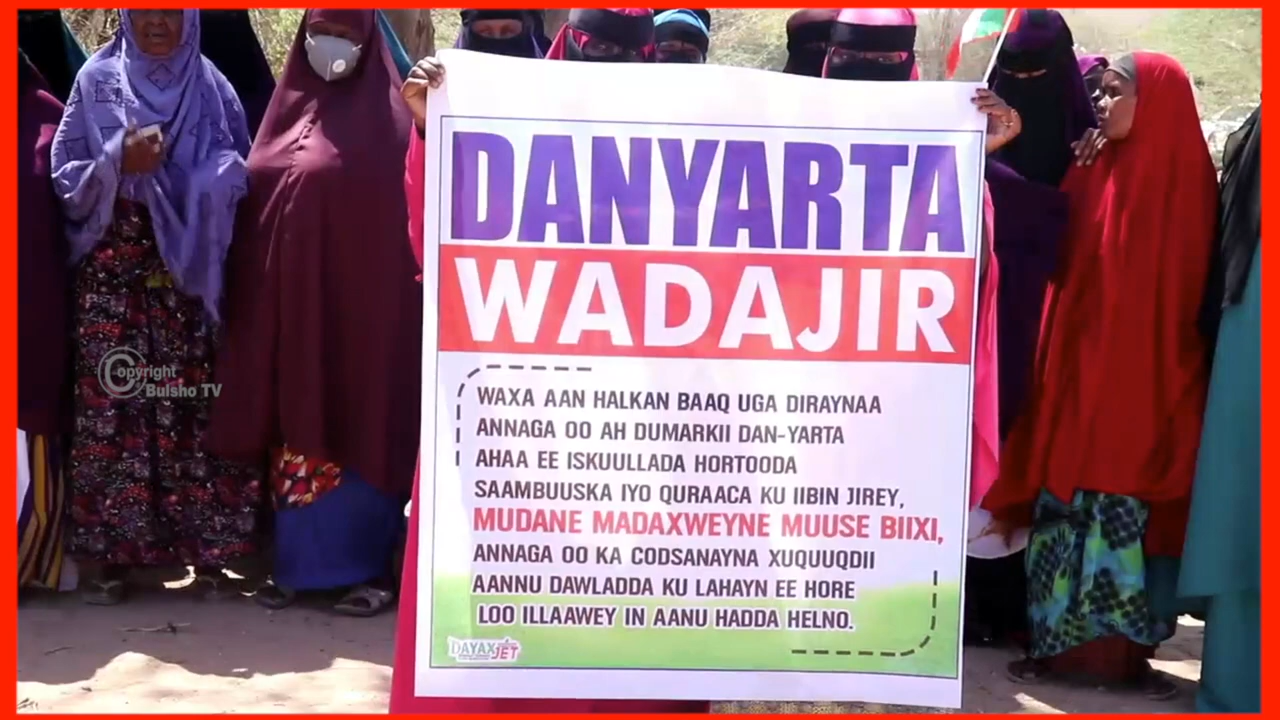 DANYARTA
WADAJIR
WAXA AAN HALKAN BAAQ UGA DIRAYNAA
ANNAGA OO AH DUMARKII DAN-YARTA
AHAA EE ISKUULLADA HORTOODA
SAAMBUUSKA IYO QURAACA KU IIBIN JIREY,
MUDANE MADAXWEYNE MUUSE BIIXI,
ANNAGA OO KA CODSANAYNA XUQUUQDII
AANNU DAWLADDA KU LAHAYN EE HORE
LOO ILLAAWEY IN AANU HADDA HELNO.
DAYAX JET
Copyright
Bulsho TV